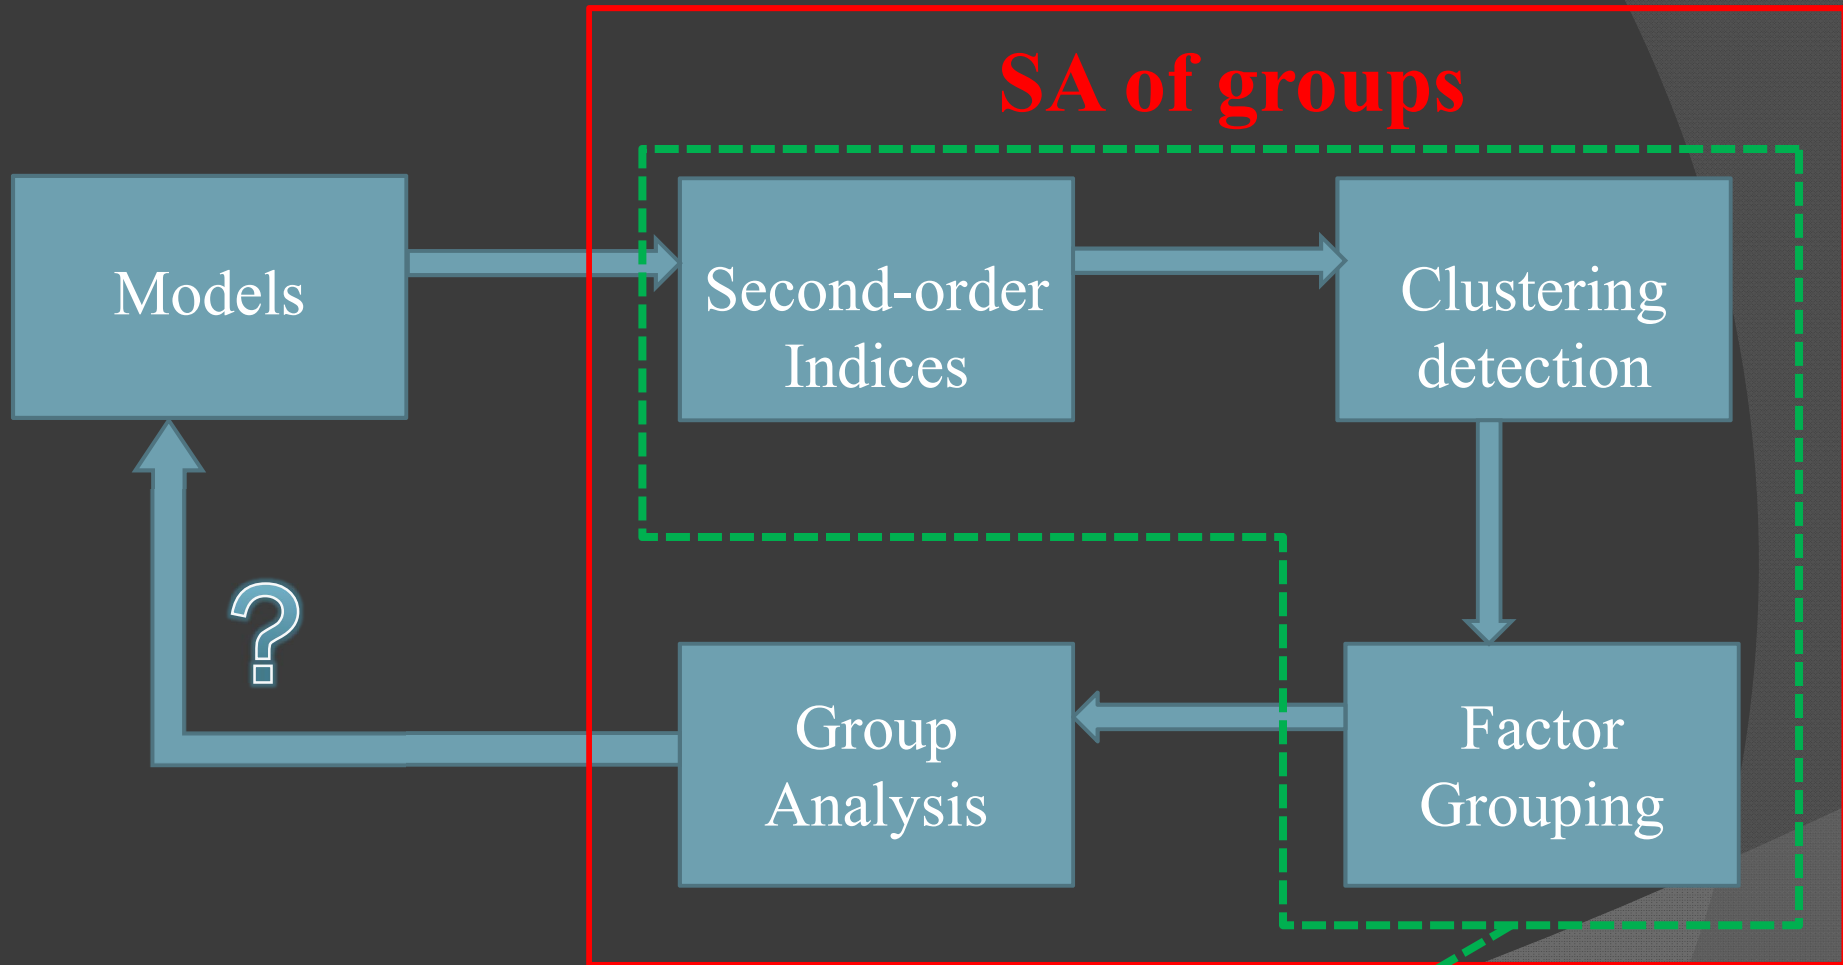 SA of groups
Models
Second-order
Indices
Clustering
detection
?
Group
Analysis
Factor
Grouping